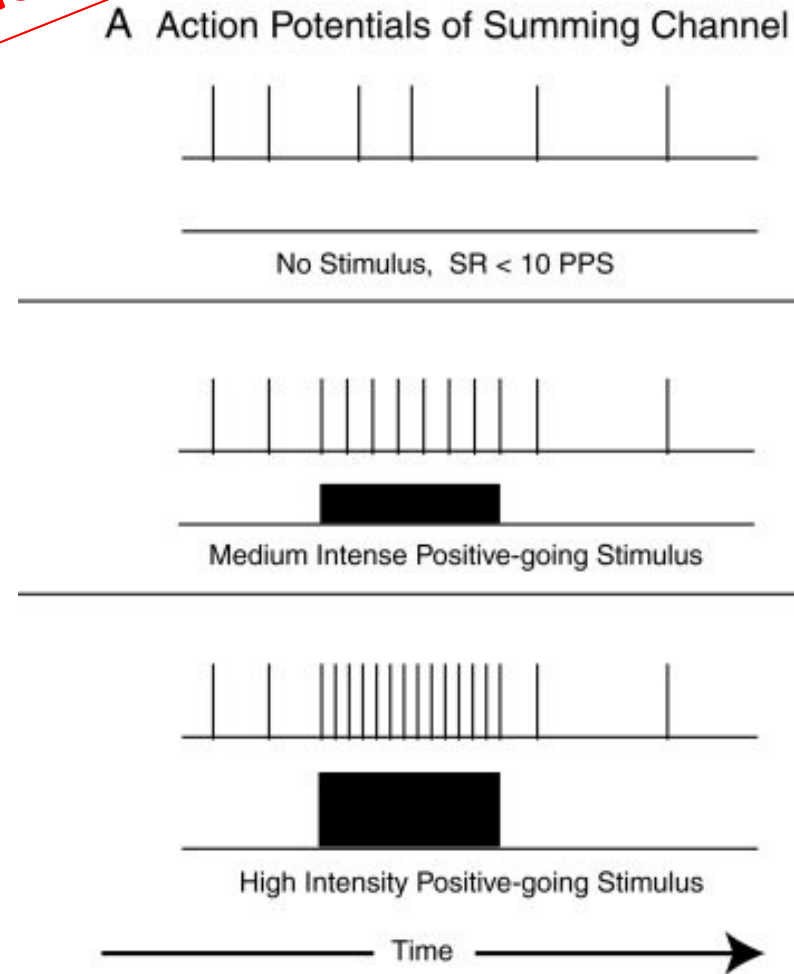 A Action Potentials of Summing Channel
No Stimulus, SR < 10 PPS
Medium Intense Positive-going Stimulus
High Intensity Positive-going Stimulus
Time